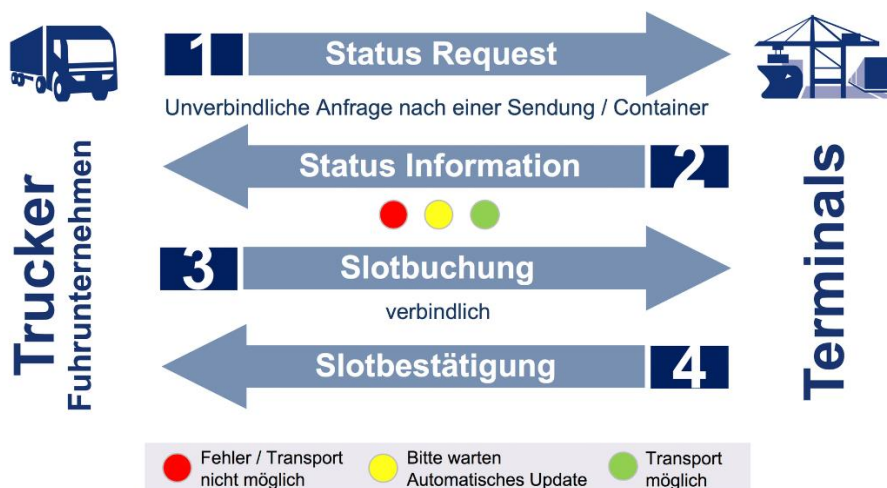 1
Status Request
Unverbindliche Anfrage nach einer Sendung / Container
Status Information
2
3
Slotbuchung
verbindlich
Slotbestätigung
4
Trucker
Fuhrunternehmen
Terminals
Fehler / Transport
nicht möglich
Bitte warten
Automatisches Update
Transport
möglich